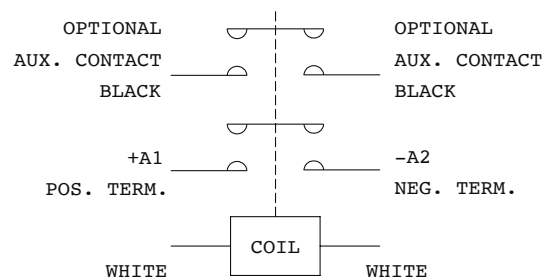 OPTIONAL
AUX. CONTACT
BLACK
OPTIONAL
AUX. CONTACT
BLACK
+A1
POS. TERM.
-A2
NEG. TERM.
COIL
WHITE
WHITE